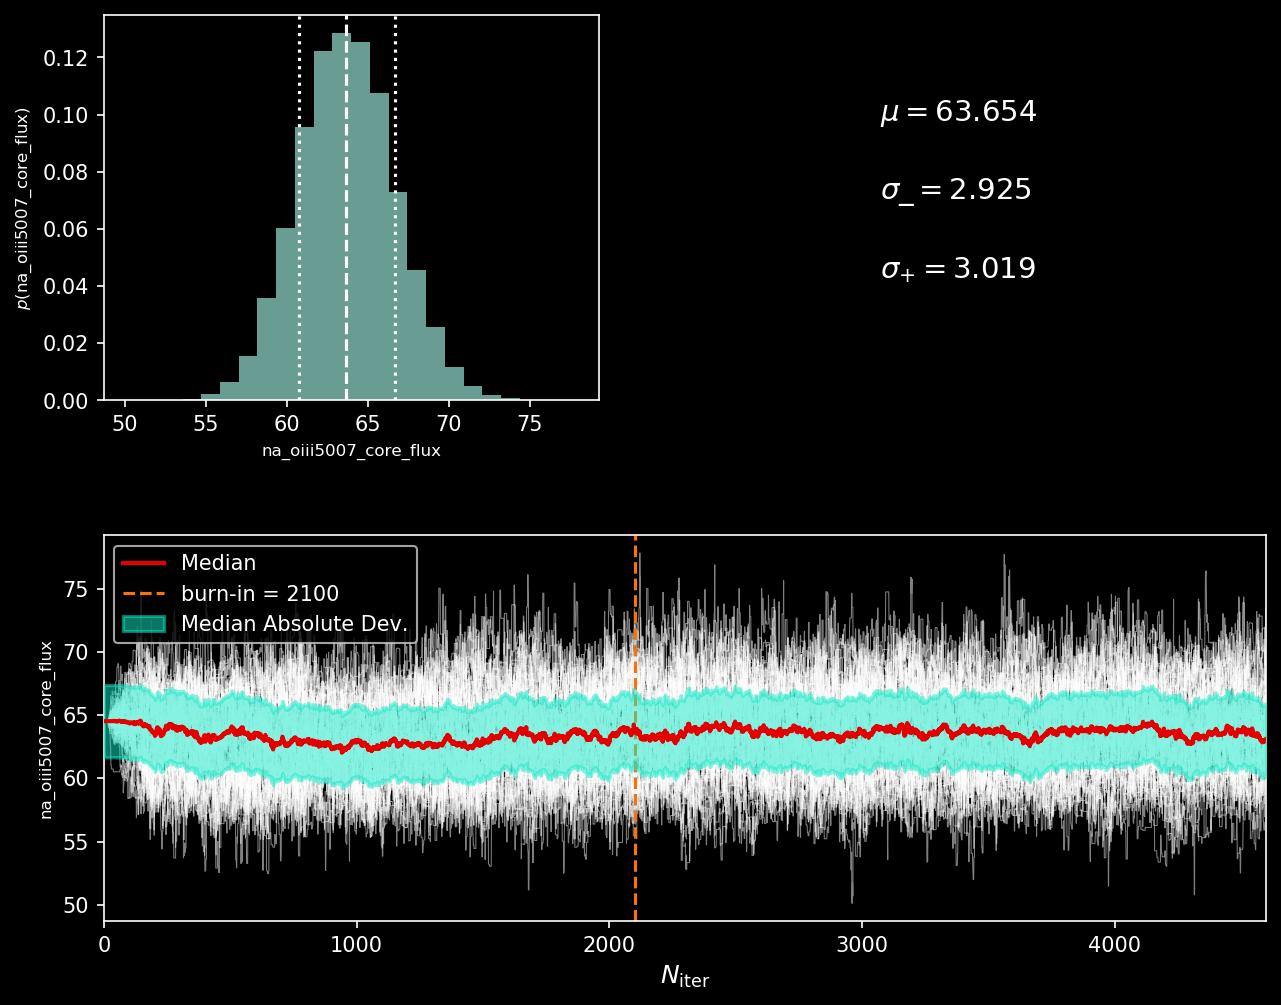 0.12
0.10
0.08
0.06
0.04
0.02
0.00
p(na_oiii5007_core_flux)
50 55 60 65 70 75
na_oiii5007_core_flux
μ = 63.654
σ₋ = 2.925
σ₊ = 3.019
Median
burn-in = 2100
Median Absolute Dev.
75
70
65
60
55
50
na_oiii5007_core_flux
0 1000 2000 3000 4000
N_iter